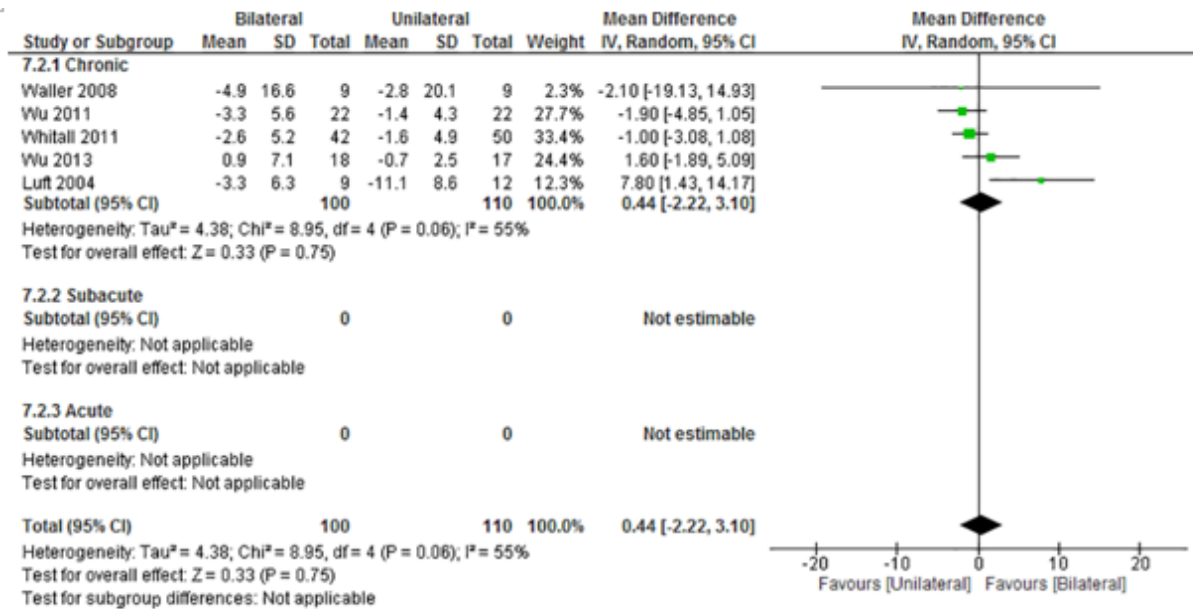 Bilateral Unilateral Mean Difference Mean Difference
Study or Subgroup Mean SD Total Mean SD Total Weight IV, Random, 95% CI IV, Random, 95% CI
7.2.1 Chronic
Waller 2008 -4.9 16.6 9 -2.8 20.1 9 2.3% -2.10 [-19.13, 14.93]
Wu 2011 -3.3 5.6 22 -1.4 4.3 22 27.7% -1.90 [-4.85, 1.05]
Whitall 2011 -2.6 5.2 42 -1.6 4.9 50 33.4% -1.00 [-3.08, 1.08]
Wu 2013 0.9 7.1 18 -0.7 2.5 17 24.4% 1.60 [-1.89, 5.09]
Luft 2004 -3.3 6.3 9 -11.1 8.6 12 12.3% 7.80 [1.43, 14.17]
Subtotal (95% CI) 100 110 100.0% 0.44 [-2.22, 3.10]
Heterogeneity: Tau² = 4.38; Chi² = 8.95, df = 4 (P = 0.06); I² = 55%
Test for overall effect: Z = 0.33 (P = 0.75)
7.2.2 Subacute
Subtotal (95% CI) 0 0 Not estimable
Heterogeneity: Not applicable
Test for overall effect: Not applicable
7.2.3 Acute
Subtotal (95% CI) 0 0 Not estimable
Heterogeneity: Not applicable
Test for overall effect: Not applicable
Total (95% CI) 100 110 100.0% 0.44 [-2.22, 3.10]
Heterogeneity: Tau² = 4.38; Chi² = 8.95, df = 4 (P = 0.06); I² = 55%
Test for overall effect: Z = 0.33 (P = 0.75)
Test for subgroup differences: Not applicable
-20 -10 0 10 20
Favours [Unilateral] Favours [Bilateral]